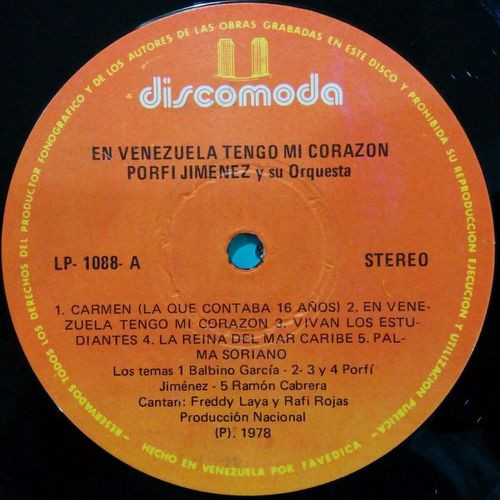 RESERVADOS TODOS LOS DERECHOS DEL PRODUCTOR FONOGRAFICO Y DE LOS AUTORES DE LAS OBRAS GRABADAS EN ESTE DISCO Y PROHIBIDA SU REPRODUCCION EJECUCION Y UTILIZACION PUBLICA -
discomoda
EN VENEZUELA TENGO MI CORAZON
PORFI JIMENEZ y su Orquesta
LP- 1088- A
STEREO
1. CARMEN (LA QUE CONTABA 16 AÑOS) 2. EN VENE-
ZUELA TENGO MI CORAZON 3. VIVAN LOS ESTU-
DIANTES 4. LA REINA DEL MAR CARIBE 5. PAL-
MA SORIANO
Los temas 1 Balbino García - 2- 3 y 4 Porfí
Jiménez - 5 Ramón Cabrera
Cantan: Freddy Laya y Rafi Rojas
Producción Nacional
(P). 1978
HECHO EN VENEZUELA POR FAVEDICA -